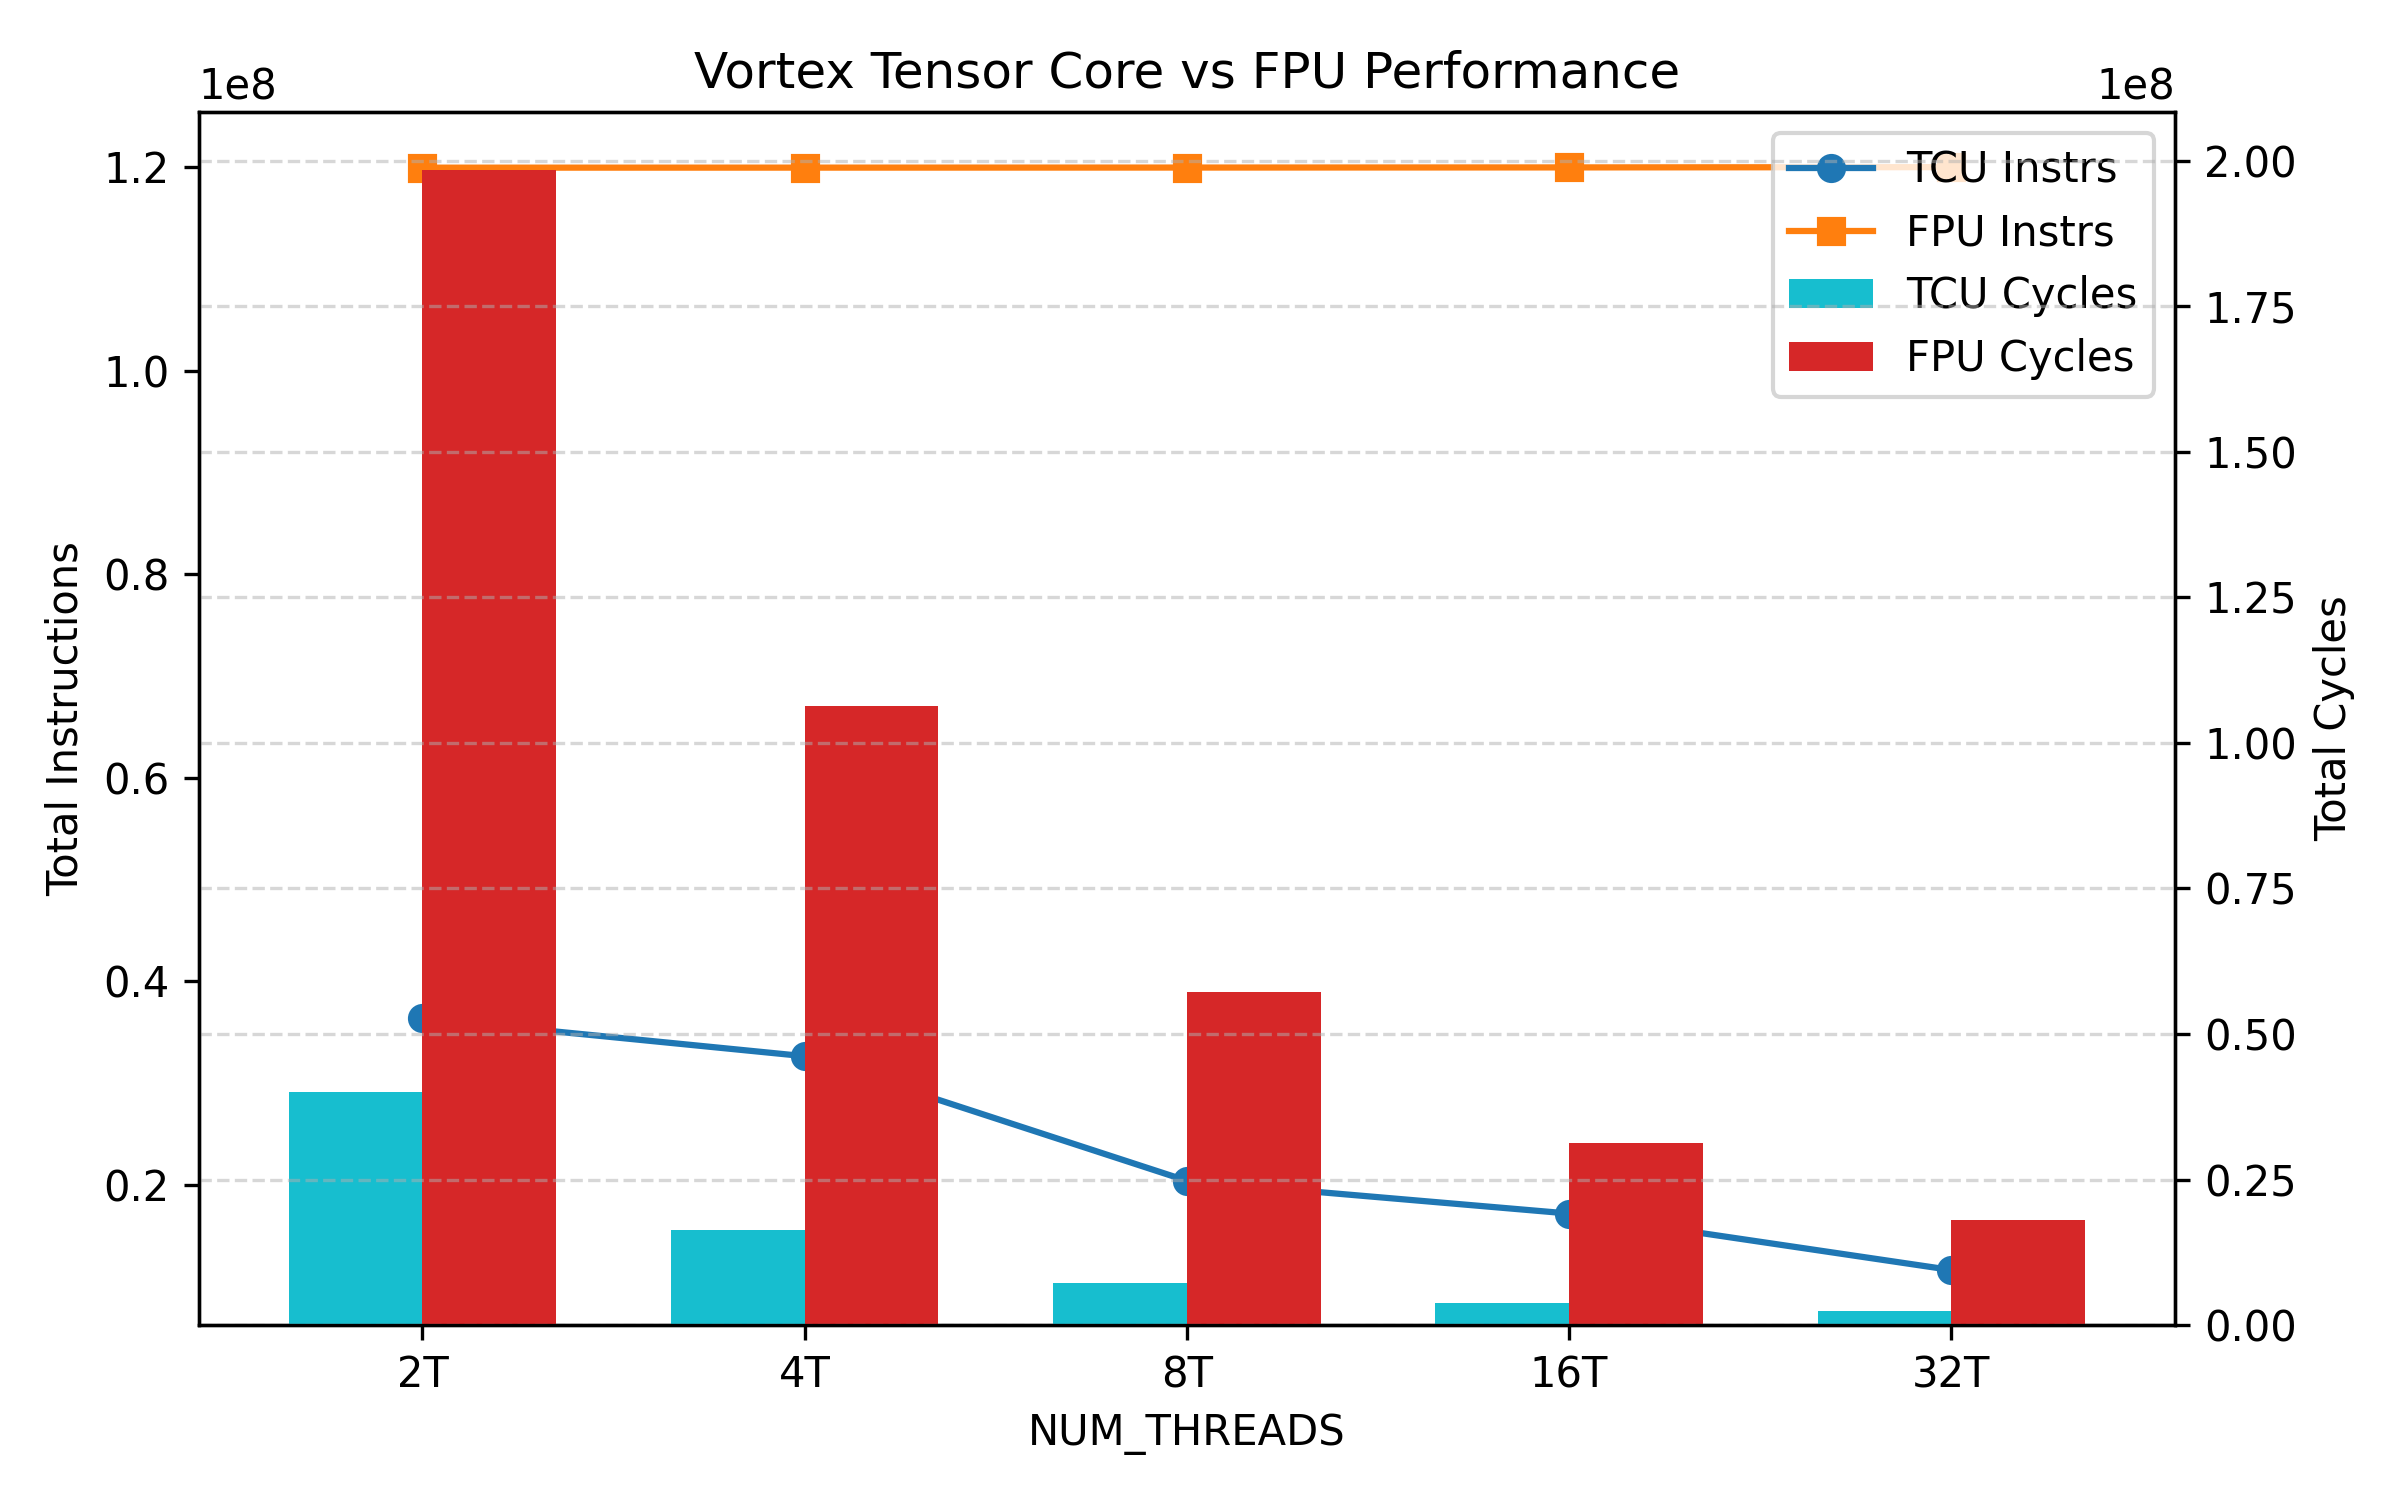 Vortex Tensor Core vs FPU Performance
1e8
1e8
1.2
1.0
0.8
0.6
0.4
0.2
Total Instructions
TCU Instrs
FPU Instrs
TCU Cycles
FPU Cycles
2.00
1.75
1.50
1.25
1.00
0.75
0.50
0.25
0.00
Total Cycles
2T 4T 8T 16T 32T
NUM_THREADS